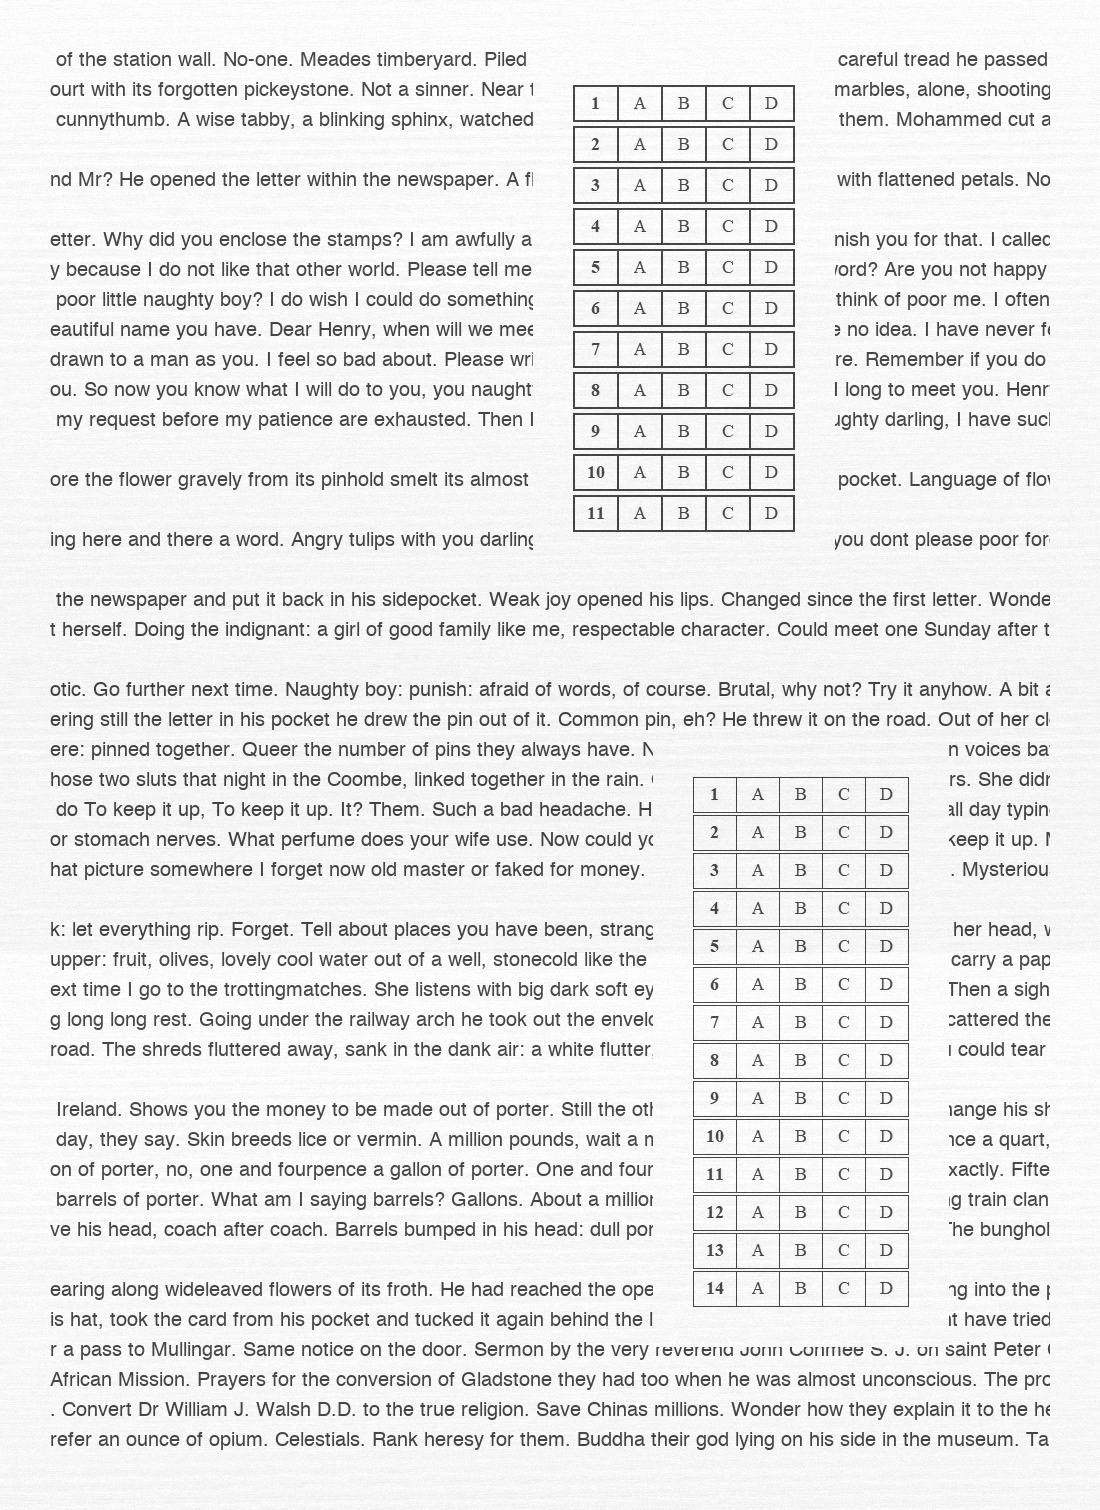 of the station wall. No-one. Meades timberyard. Piled careful tread he passed
ourt with its forgotten pickeystone. Not a sinner. Near marbles, alone, shooting
cunnythumb. A wise tabby, a blinking sphinx, watched them. Mohammed cut a
nd Mr? He opened the letter within the newspaper. A with flattened petals. No
etter. Why did you enclose the stamps? I am awfully a nish you for that. I called
y because I do not like that other world. Please tell me word? Are you not happy
poor little naughty boy? I do wish I could do something think of poor me. I often
eautiful name you have. Dear Henry, when will we mee e no idea. I have never
drawn to a man as you. I feel so bad about. Please wri re. Remember if you do
ou. So now you know what I will do to you, you naught I long to meet you. Henr
my request before my patience are exhausted. Then I ughty darling, I have suc
ore the flower gravely from its pinhold smelt its almost pocket. Language of flow
ing here and there a word. Angry tulips with you darling you dont please poor for
1 A B C D
2 A B C D
3 A B C D
4 A B C D
5 A B C D
6 A B C D
7 A B C D
8 A B C D
9 A B C D
10 A B C D
11 A B C D
the newspaper and put it back in his sidepocket. Weak joy opened his lips. Changed since the first letter. Wonde
t herself. Doing the indignant: a girl of good family like me, respectable character. Could meet one Sunday after t
otic. Go further next time. Naughty boy: punish: afraid of words, of course. Brutal, why not? Try it anyhow. A bit a
ering still the letter in his pocket he drew the pin out of it. Common pin, eh? He threw it on the road. Out of her cl
ere: pinned together. Queer the number of pins they always have. N n voices ba
hose two sluts that night in the Coombe, linked together in the rain. rs. She didn
do To keep it up, To keep it up. It? Them. Such a bad headache. H all day typing
or stomach nerves. What perfume does your wife use. Now could yo keep it up. M
hat picture somewhere I forget now old master or faked for money. . Mysteriou
k: let everything rip. Forget. Tell about places you have been, strang her head, w
upper: fruit, olives, lovely cool water out of a well, stonecold like the carry a pap
ext time I go to the trottingmatches. She listens with big dark soft ey Then a sigh
g long long rest. Going under the railway arch he took out the envelo cattered the
road. The shreds fluttered away, sank in the dank air: a white flutter, could tear
Ireland. Shows you the money to be made out of porter. Still the oth hange his sh
day, they say. Skin breeds lice or vermin. A million pounds, wait a m nce a quart,
on of porter, no, one and fourpence a gallon of porter. One and four xactly. Fifte
barrels of porter. What am I saying barrels? Gallons. About a million ng train clan
ve his head, coach after coach. Barrels bumped in his head: dull por The bunghol
earing along wideleaved flowers of its froth. He had reached the ope ng into the p
is hat, took the card from his pocket and tucked it again behind the l t have tried
1 A B C D
2 A B C D
3 A B C D
4 A B C D
5 A B C D
6 A B C D
7 A B C D
8 A B C D
9 A B C D
10 A B C D
11 A B C D
12 A B C D
13 A B C D
14 A B C D
r a pass to Mullingar. Same notice on the door. Sermon by the very reverend John Conmee S. J. on saint Peter
African Mission. Prayers for the conversion of Gladstone they had too when he was almost unconscious. The pro
. Convert Dr William J. Walsh D.D. to the true religion. Save Chinas millions. Wonder how they explain it to the he
refer an ounce of opium. Celestials. Rank heresy for them. Buddha their god lying on his side in the museum. Ta